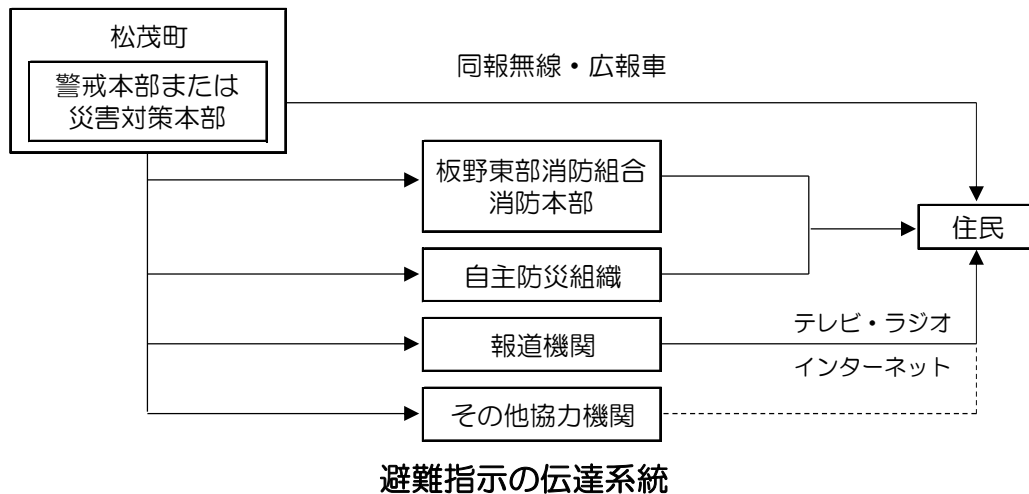 松茂町
警戒本部または
災害対策本部
同報無線・広報車
板野東部消防組合
消防本部
住民
自主防災組織
テレビ・ラジオ
報道機関
インターネット
その他協力機関
避難指示の伝達系統